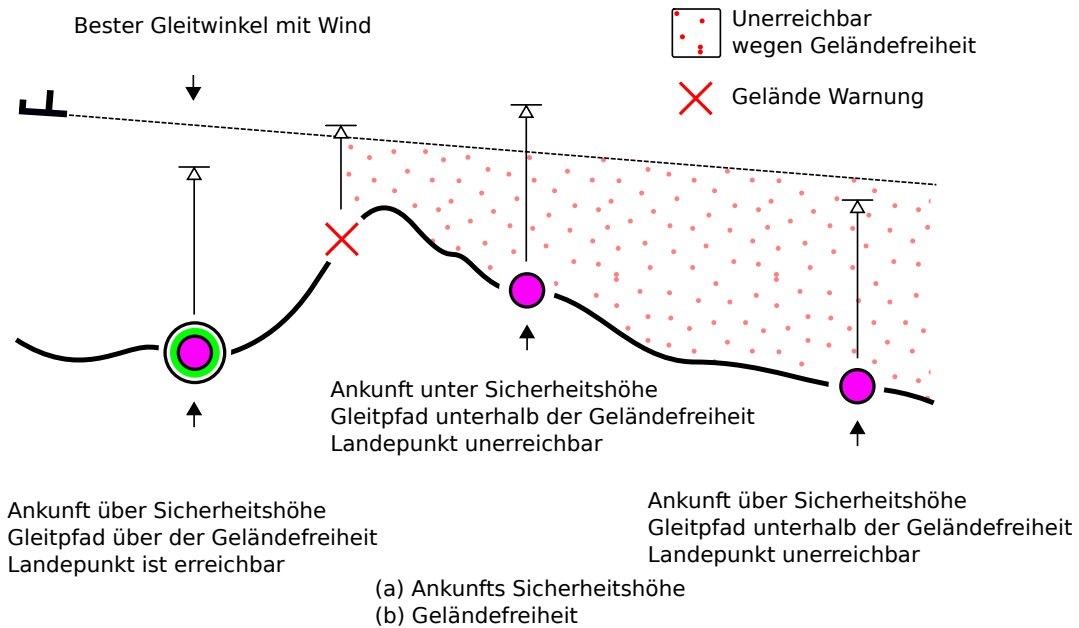 Bester Gleitwinkel mit Wind
Unerreichbar
wegen Geländefreiheit
Gelände Warnung
Ankunft unter Sicherheitshöhe
Gleitpfad unterhalb der Geländefreiheit
Landepunkt unerreichbar
Ankunft über Sicherheitshöhe
Gleitpfad über der Geländefreiheit
Landepunkt ist erreichbar
Ankunft über Sicherheitshöhe
Gleitpfad unterhalb der Geländefreiheit
Landepunkt unerreichbar
(a) Ankunfts Sicherheitshöhe
(b) Geländefreiheit